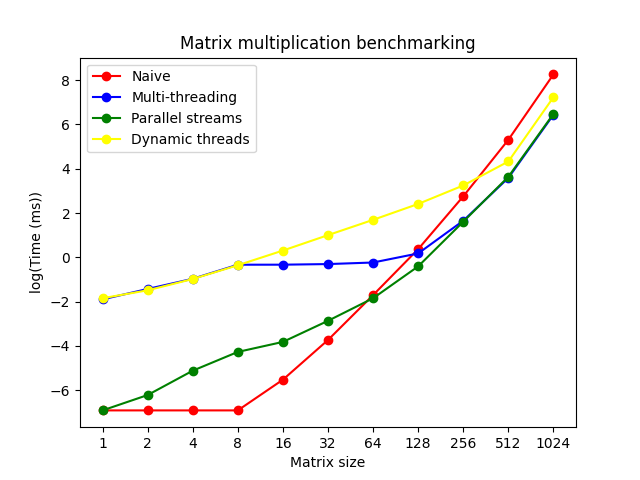 Matrix multiplication benchmarking
Naive
Multi-threading
Parallel streams
Dynamic threads
log(Time (ms))
8
6
4
2
0
−2
−4
−6
1 2 4 8 16 32 64 128 256 512 1024
Matrix size